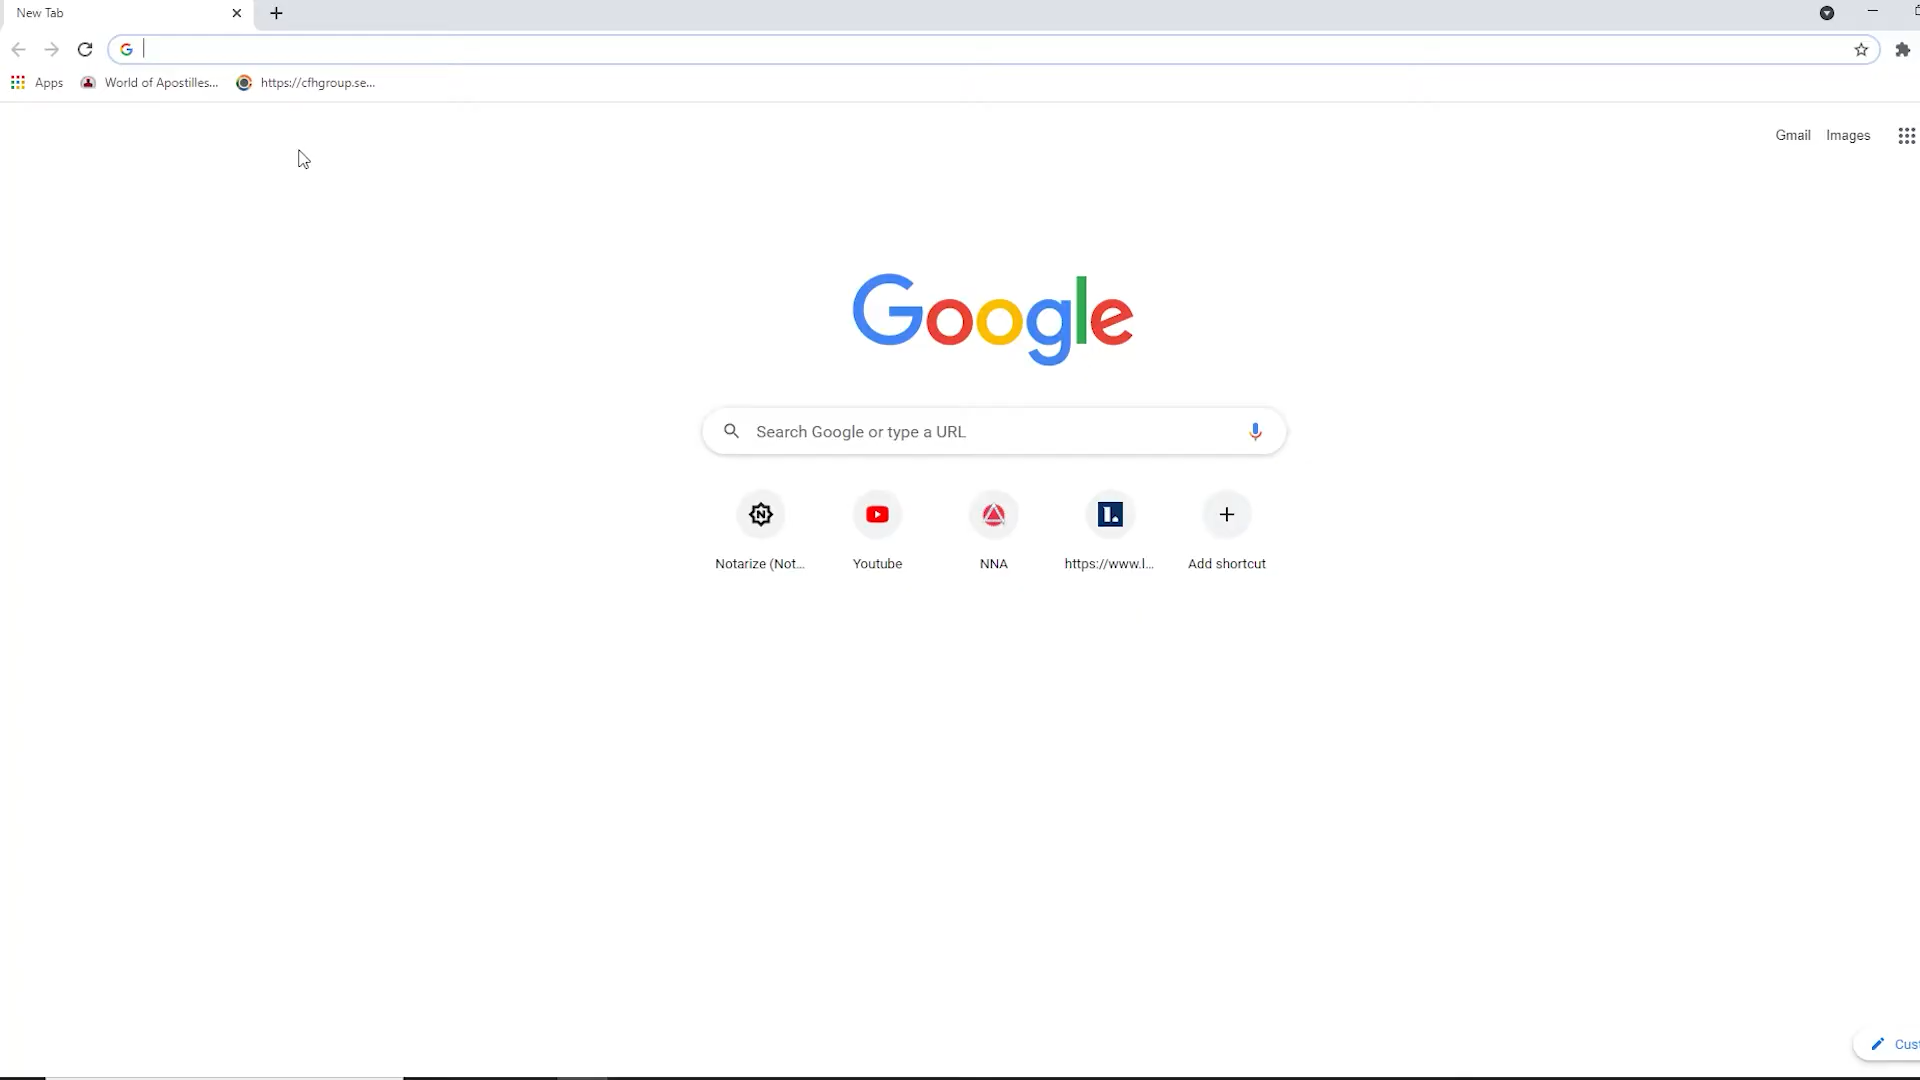 New Tab
Apps World of Apostilles... https://cfhgroup.se...
Gmail Images
Google
Search Google or type a URL
Notarize (Not... Youtube NNA https://www.l... Add shortcut
Cust